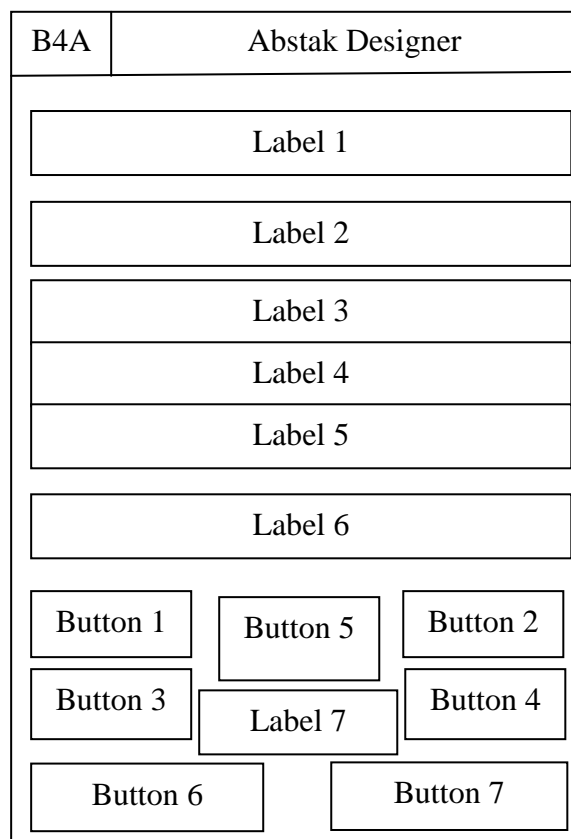 B4A Abstak Designer
Label 1
Label 2
Label 3
Label 4
Label 5
Label 6
Button 1 Button 5 Button 2
Button 3 Label 7 Button 4
Button 6 Button 7